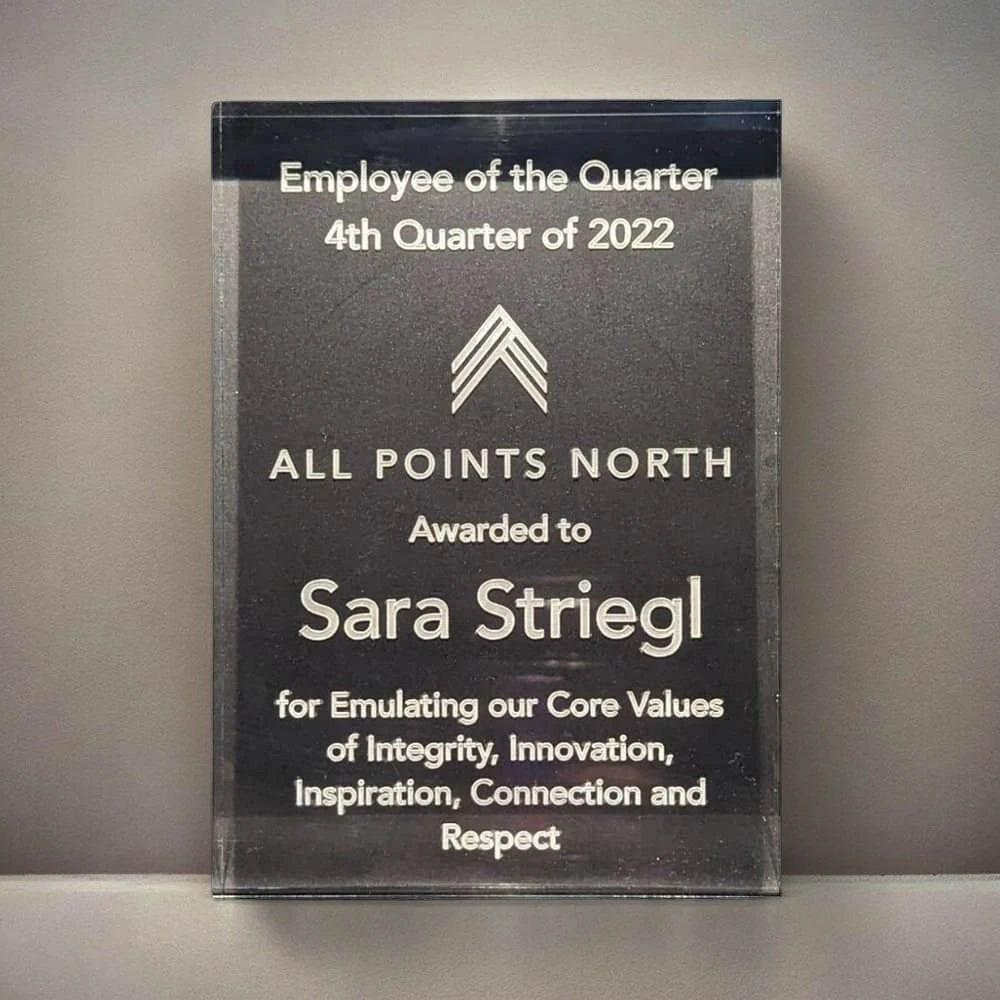 Employee of the Quarter
4th Quarter of 2022
ALL POINTS NORTH
Awarded to
Sara Striegl
for Emulating our Core Values
of Integrity, Innovation,
Inspiration, Connection and
Respect